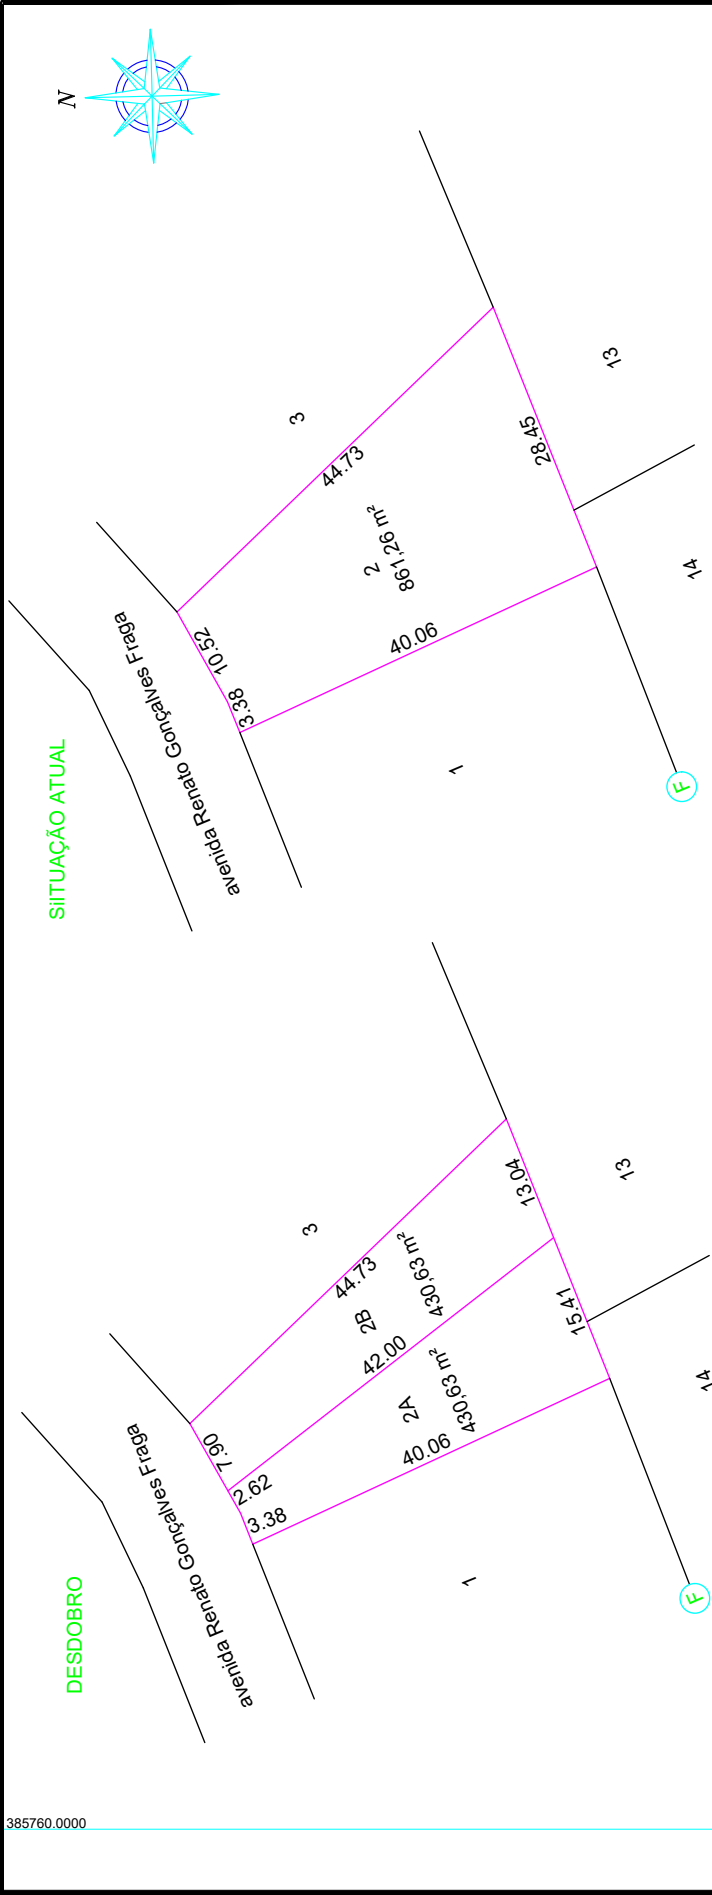 N
SiITUAÇÃO ATUAL
avenida Renato Gonçalves Fraga
3
44.73
10.52
3.38
2
861,26 m²
40.06
28.45
13
14
1
F
DESDOBRO
avenida Renato Gonçalves Fraga
3
44.73
7.90
2.62
3.38
2B
430,63 m²
42.00
2A
430,63 m²
40.06
13.04
15.41
13
14
1
F
385760.0000